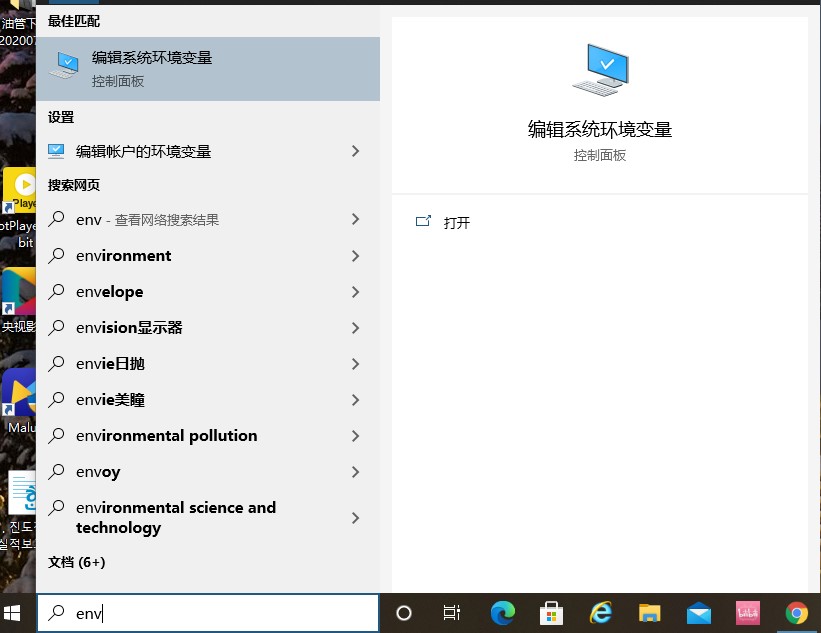 油管下
202007
最佳匹配
编辑系统环境变量
控制面板
设置
编辑帐户的环境变量
搜索网页
env - 查看网络搜索结果
environment
envelope
envision显示器
envie日抛
envie美瞳
environmental pollution
envoy
environmental science and
technology
文档 (6+)
env
编辑系统环境变量
控制面板
打开
Playe
otPlaye
bit
央视影
Malu
. 진도
실적보
bilibili